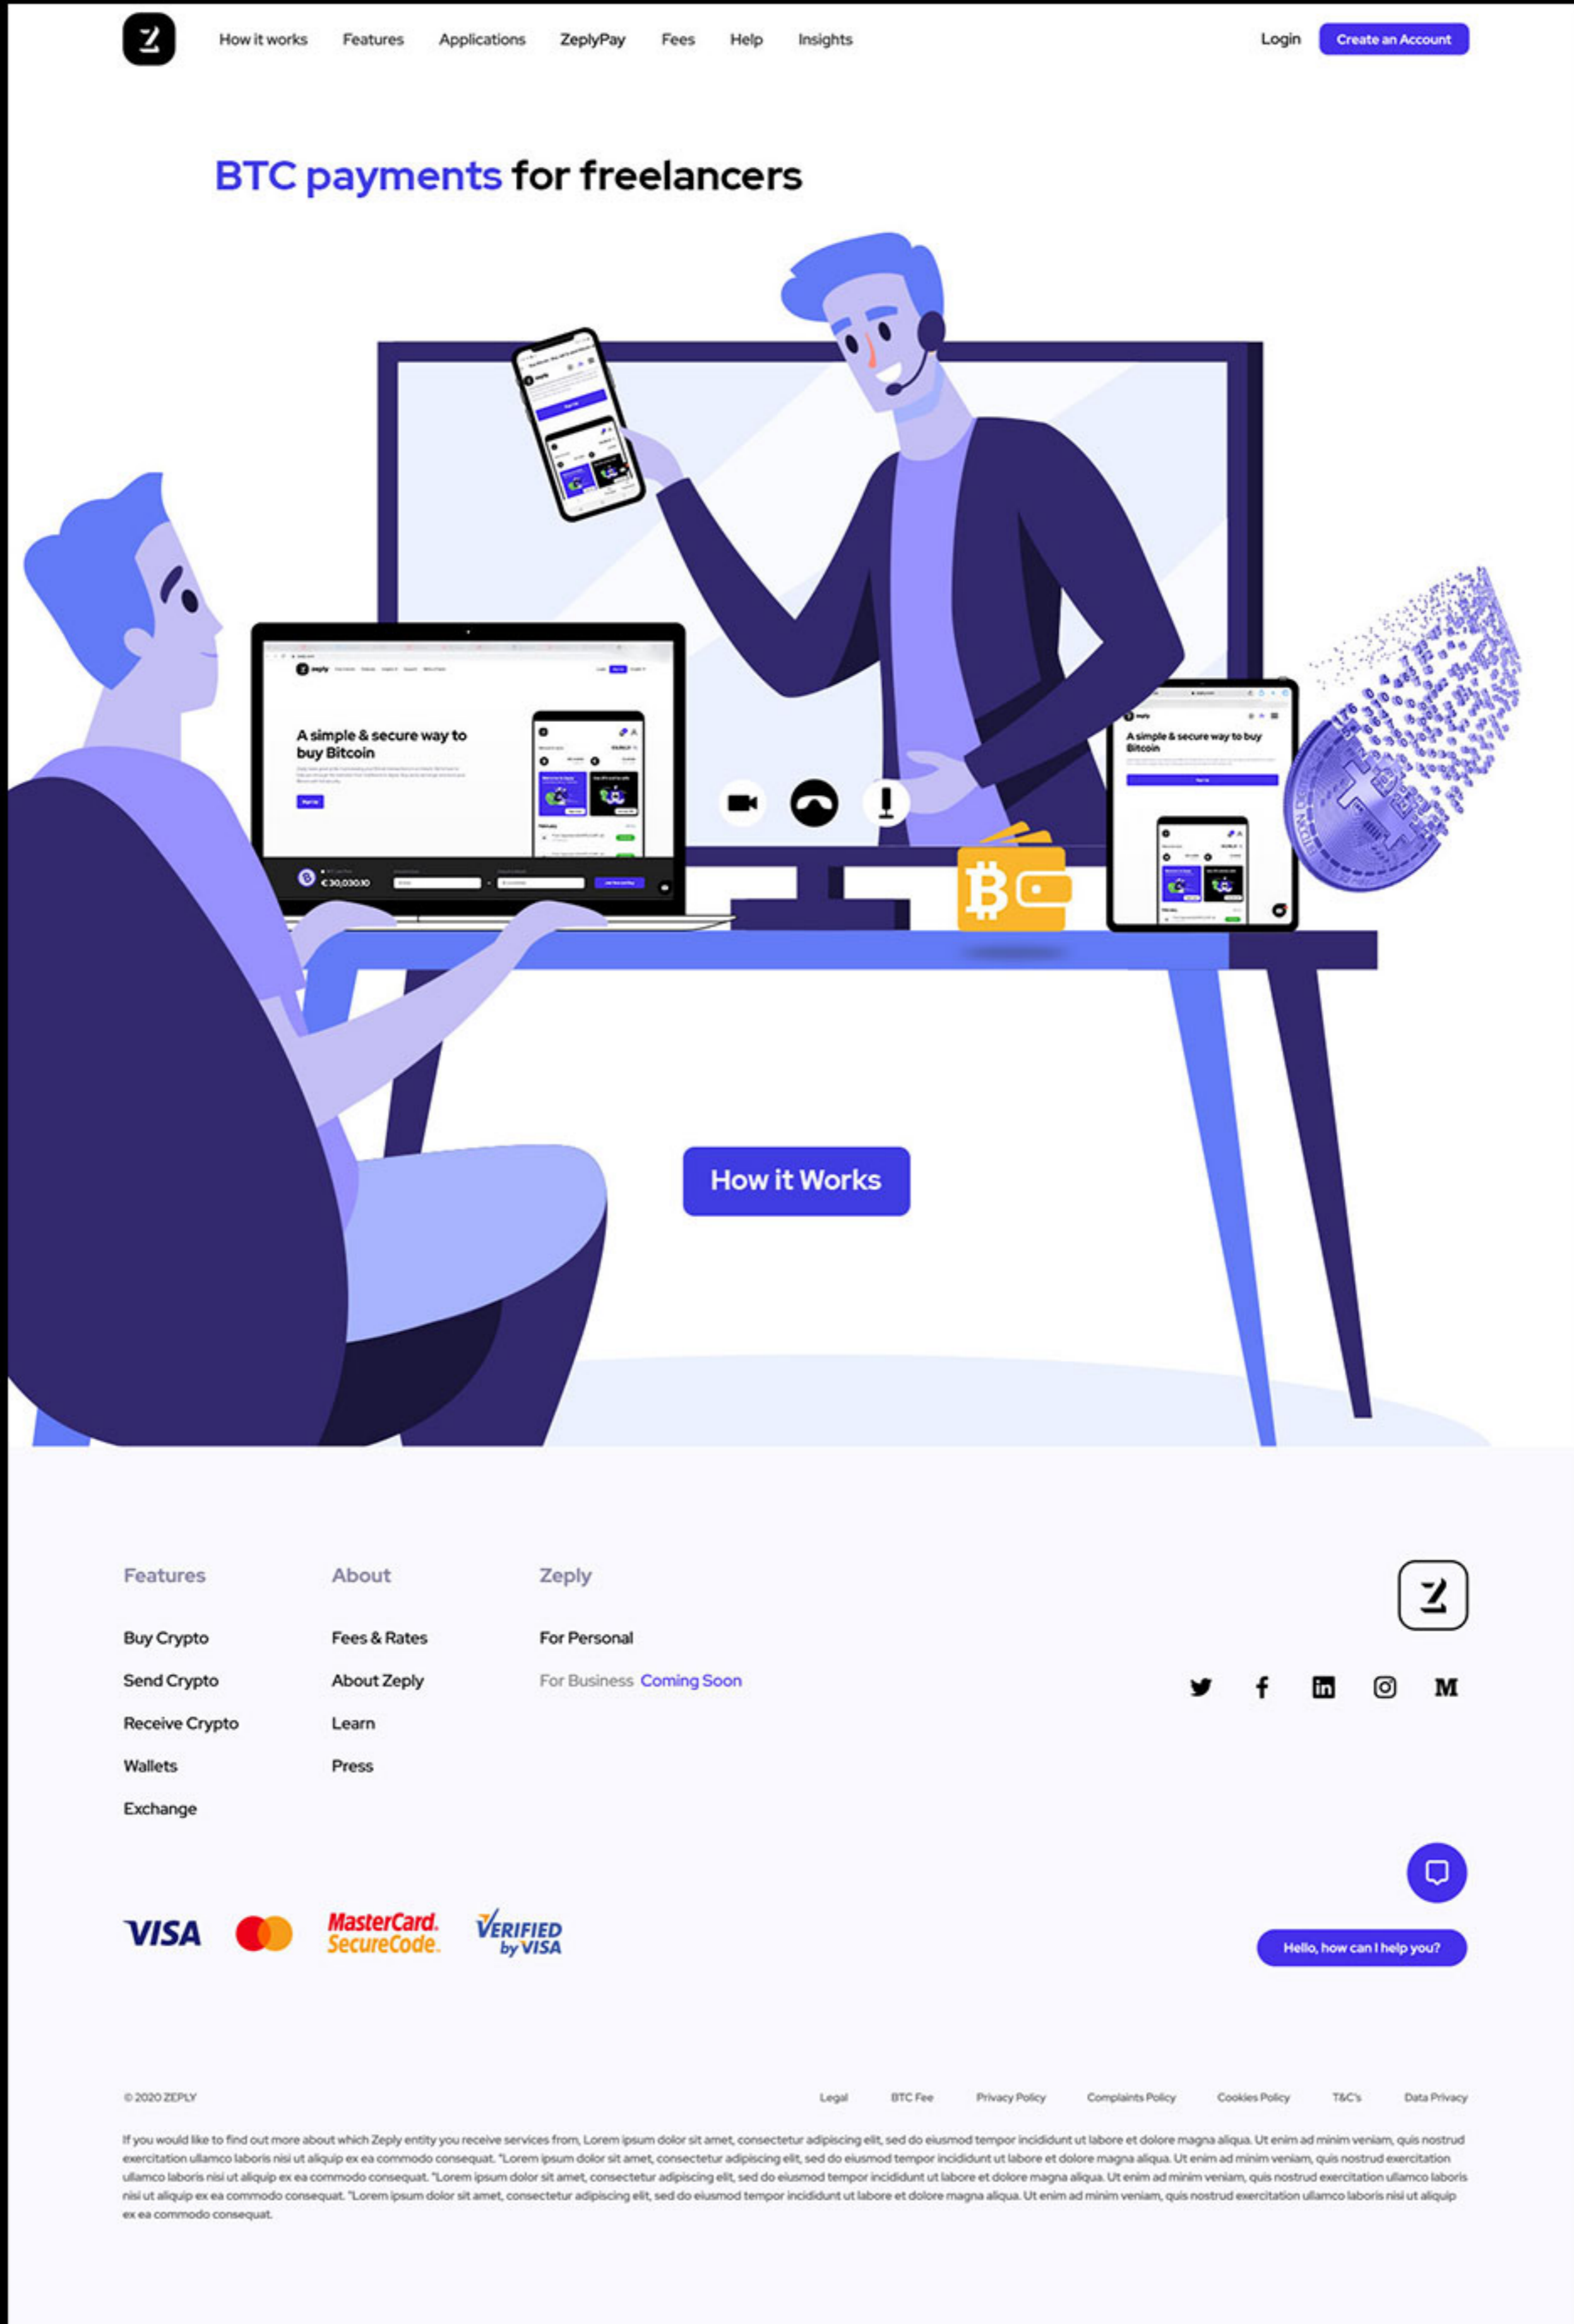 How it works Features Applications ZeplyPay Fees Help Insights Login Create an Account
BTC payments for freelancers
zeply
A simple & secure way to
buy Bitcoin
Sign Up
€30,030.10
zeply
A simple & secure way to buy
Bitcoin
Sign Up
How it Works
Features About Zeply
Buy Crypto Fees & Rates For Personal
Send Crypto About Zeply For Business Coming Soon
Receive Crypto Learn
Wallets Press
Exchange
VISA MasterCard. SecureCode. VERIFIED by VISA
Hello, how can I help you?
© 2020 ZEPLY Legal BTC Fee Privacy Policy Complaints Policy Cookies Policy T&C's Data Privacy
If you would like to find out more about which Zeply entity you receive services from, Lorem ipsum dolor sit amet, consectetur adipiscing elit, sed do eiusmod tempor incididunt ut labore et dolore magna aliqua. Ut enim ad minim veniam, quis nostrud
exercitation ullamco laboris nisi ut aliquip ex ea commodo consequat. "Lorem ipsum dolor sit amet, consectetur adipiscing elit, sed do eiusmod tempor incididunt ut labore et dolore magna aliqua. Ut enim ad minim veniam, quis nostrud exercitation
ullamco laboris nisi ut aliquip ex ea commodo consequat. "Lorem ipsum dolor sit amet, consectetur adipiscing elit, sed do eiusmod tempor incididunt ut labore et dolore magna aliqua. Ut enim ad minim veniam, quis nostrud exercitation ullamco laboris
nisi ut aliquip ex ea commodo consequat. "Lorem ipsum dolor sit amet, consectetur adipiscing elit, sed do eiusmod tempor incididunt ut labore et dolore magna aliqua. Ut enim ad minim veniam, quis nostrud exercitation ullamco laboris nisi ut aliquip
ex ea commodo consequat.